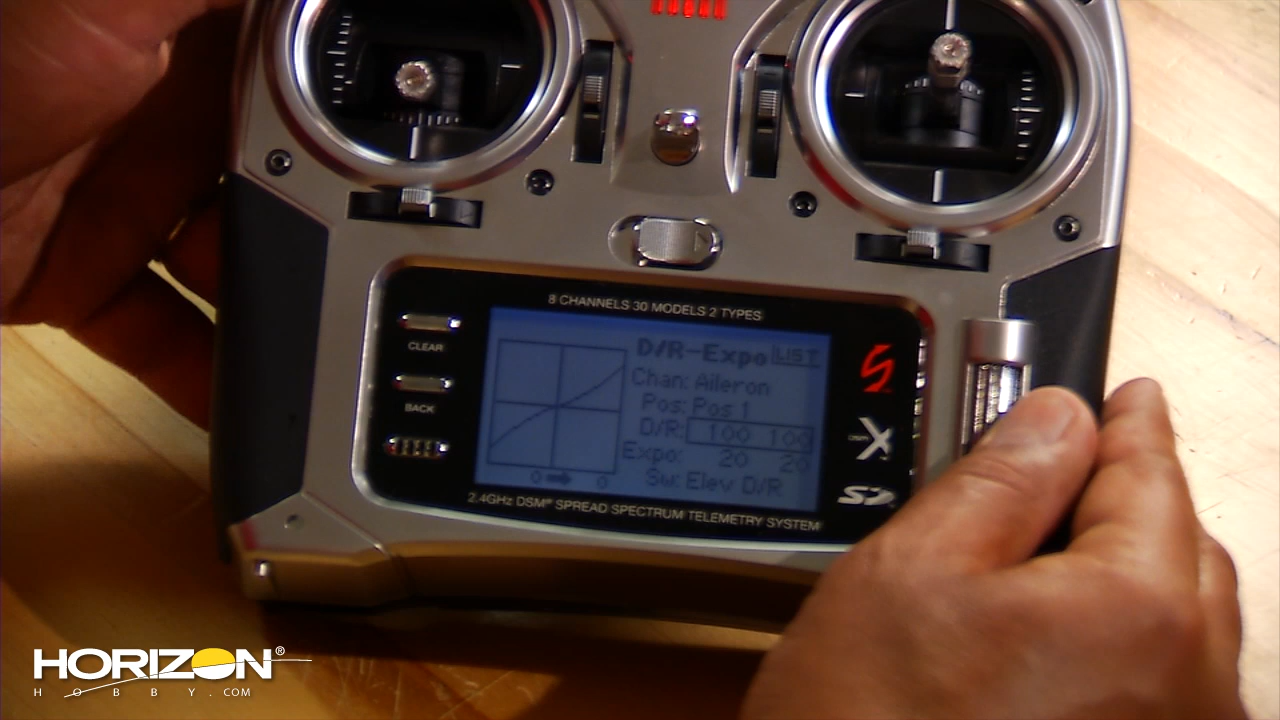 8 CHANNELS 30 MODELS 2 TYPES
CLEAR
BACK
D/R-Expo LIST
Chan: Aileron
Pos: Pos 1
D/R: 100 100
Expo: 20 20
Sw: Elev D/R
0 0
S
X
2.4GHz DSM® SPREAD SPECTRUM TELEMETRY SYSTEM
HORIZON®
HOBBY.COM